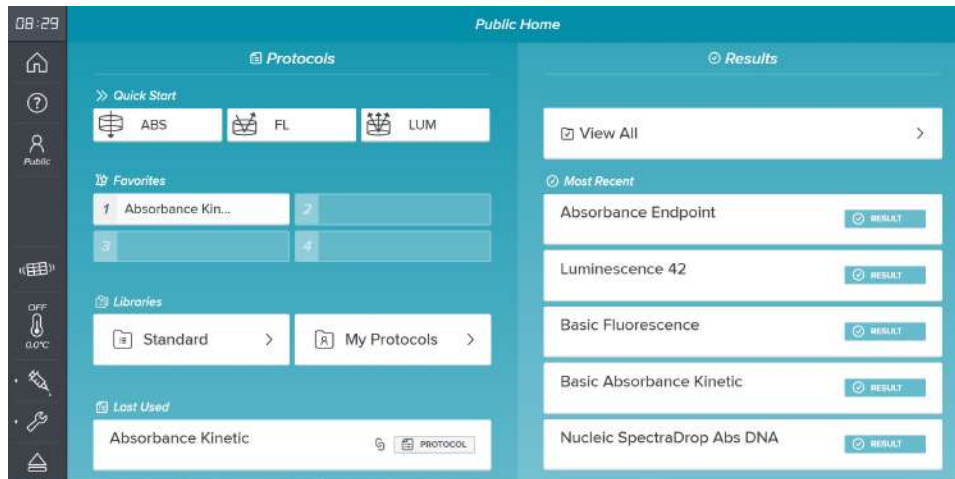 08:29
Public Home
Public
OFF
0.0°C
Protocols
Quick Start
ABS
FL
LUM
Favorites
1 Absorbance Kin...
2
3
4
Libraries
Standard
My Protocols
Last Used
Absorbance Kinetic
PROTOCOL
Results
View All
Most Recent
Absorbance Endpoint
RESULT
Luminescence 42
RESULT
Basic Fluorescence
RESULT
Basic Absorbance Kinetic
RESULT
Nucleic SpectraDrop Abs DNA
RESULT